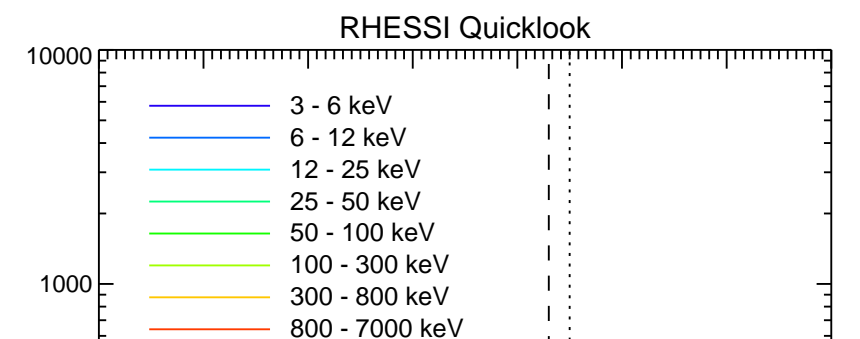 RHESSI Quicklook
10000
3 - 6 keV
6 - 12 keV
12 - 25 keV
25 - 50 keV
50 - 100 keV
100 - 300 keV
1000
300 - 800 keV
800 - 7000 keV